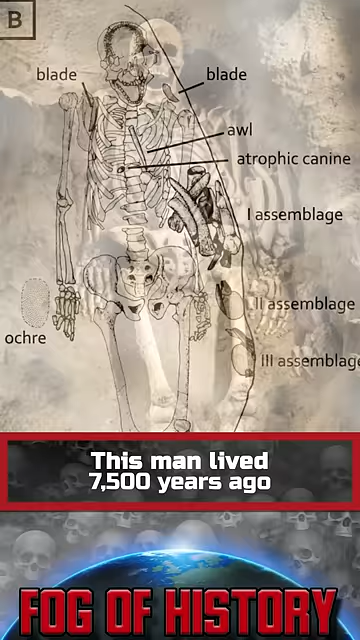 B
blade
blade
awl
atrophic canine
I assemblage
II assemblage
III assemblage
ochre
This man lived
7,500 years ago
FOG OF HISTORY